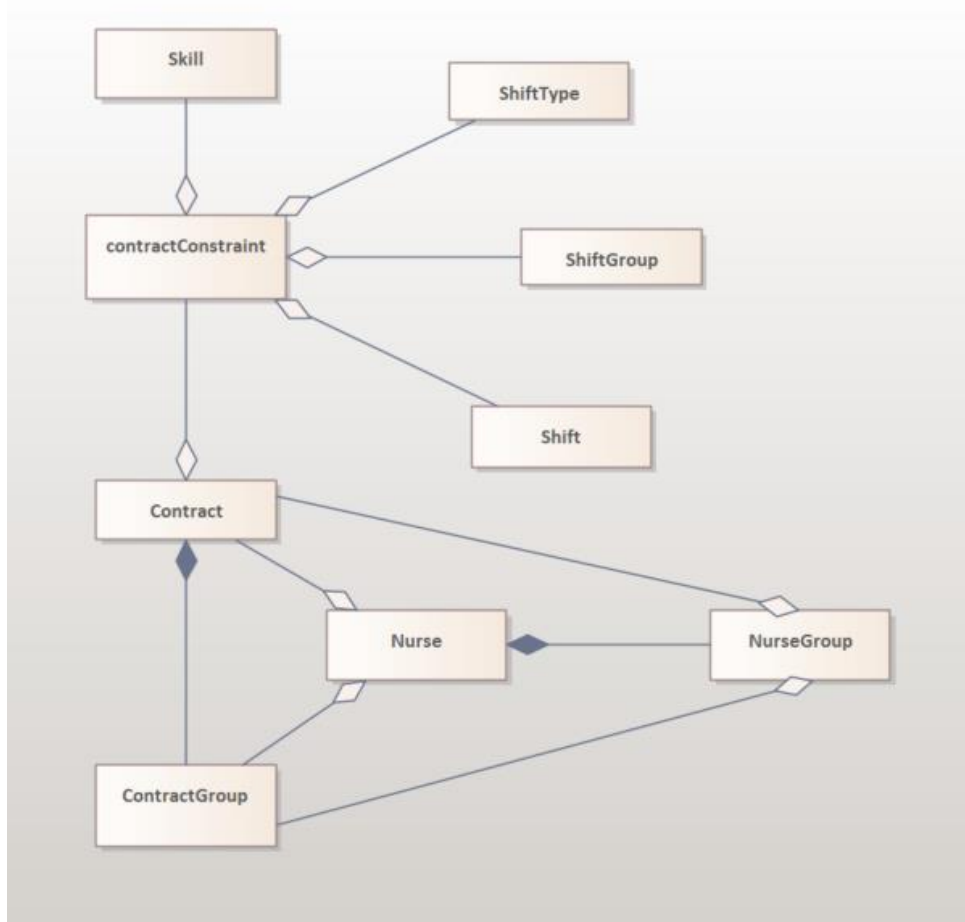 Skill
ShiftType
contractConstraint
ShiftGroup
Shift
Contract
Nurse
NurseGroup
ContractGroup